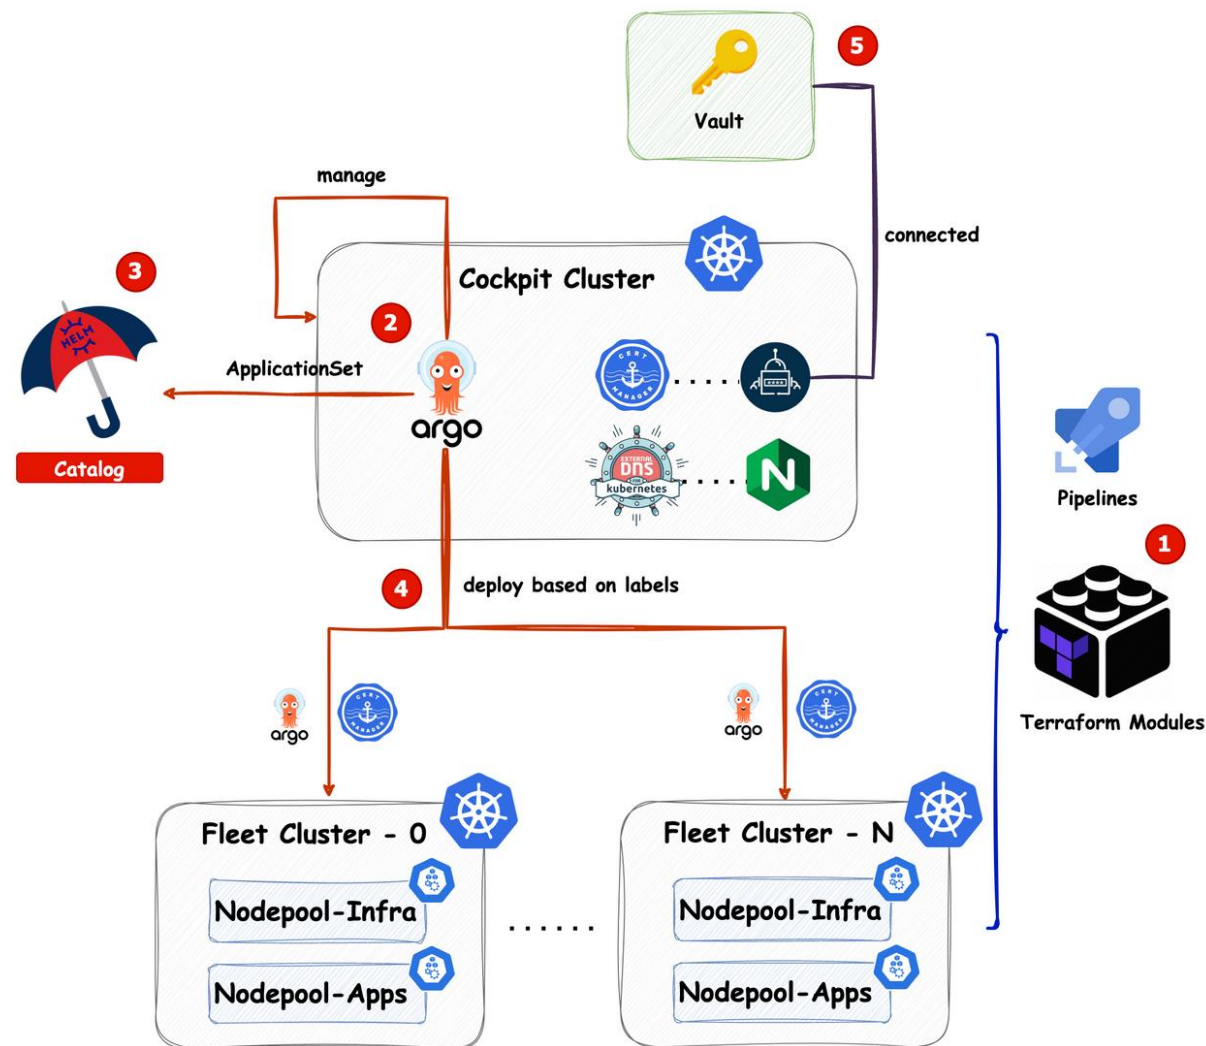 5
Vault
manage
connected
3
Cockpit Cluster
2
HELM
ApplicationSet
CERT
MANAGER
argo
EXTERNAL
DNS
FOR
kubernetes
N
Catalog
Pipelines
1
4
deploy based on labels
Terraform Modules
argo
CERT
MANAGER
argo
CERT
MANAGER
Fleet Cluster - 0
Fleet Cluster - N
Nodepool-Infra
Nodepool-Infra
......
Nodepool-Apps
Nodepool-Apps